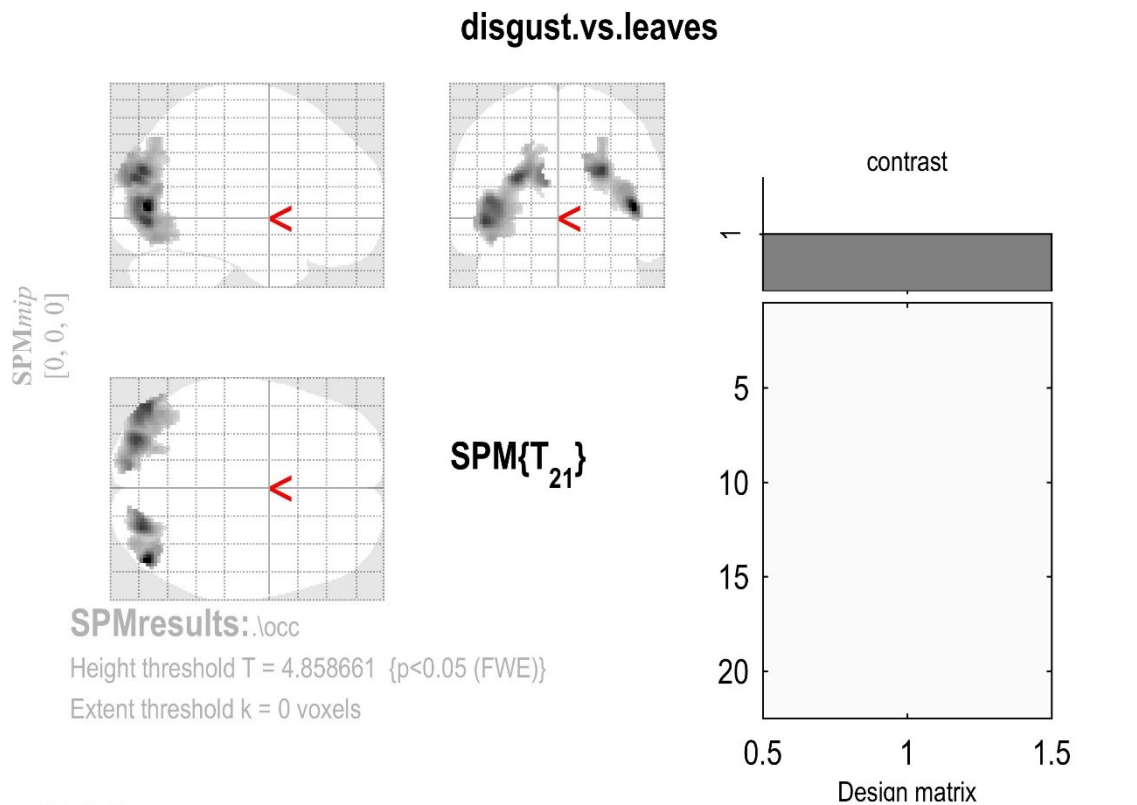 disgust.vs.leaves
SPMmip
[0, 0, 0]
<
<
<
SPM{T21}
contrast
1
5
10
15
20
0.5
1
1.5
Design matrix
SPMresults: .\occ
Height threshold T = 4.858661 {p<0.05 (FWE)}
Extent threshold k = 0 voxels